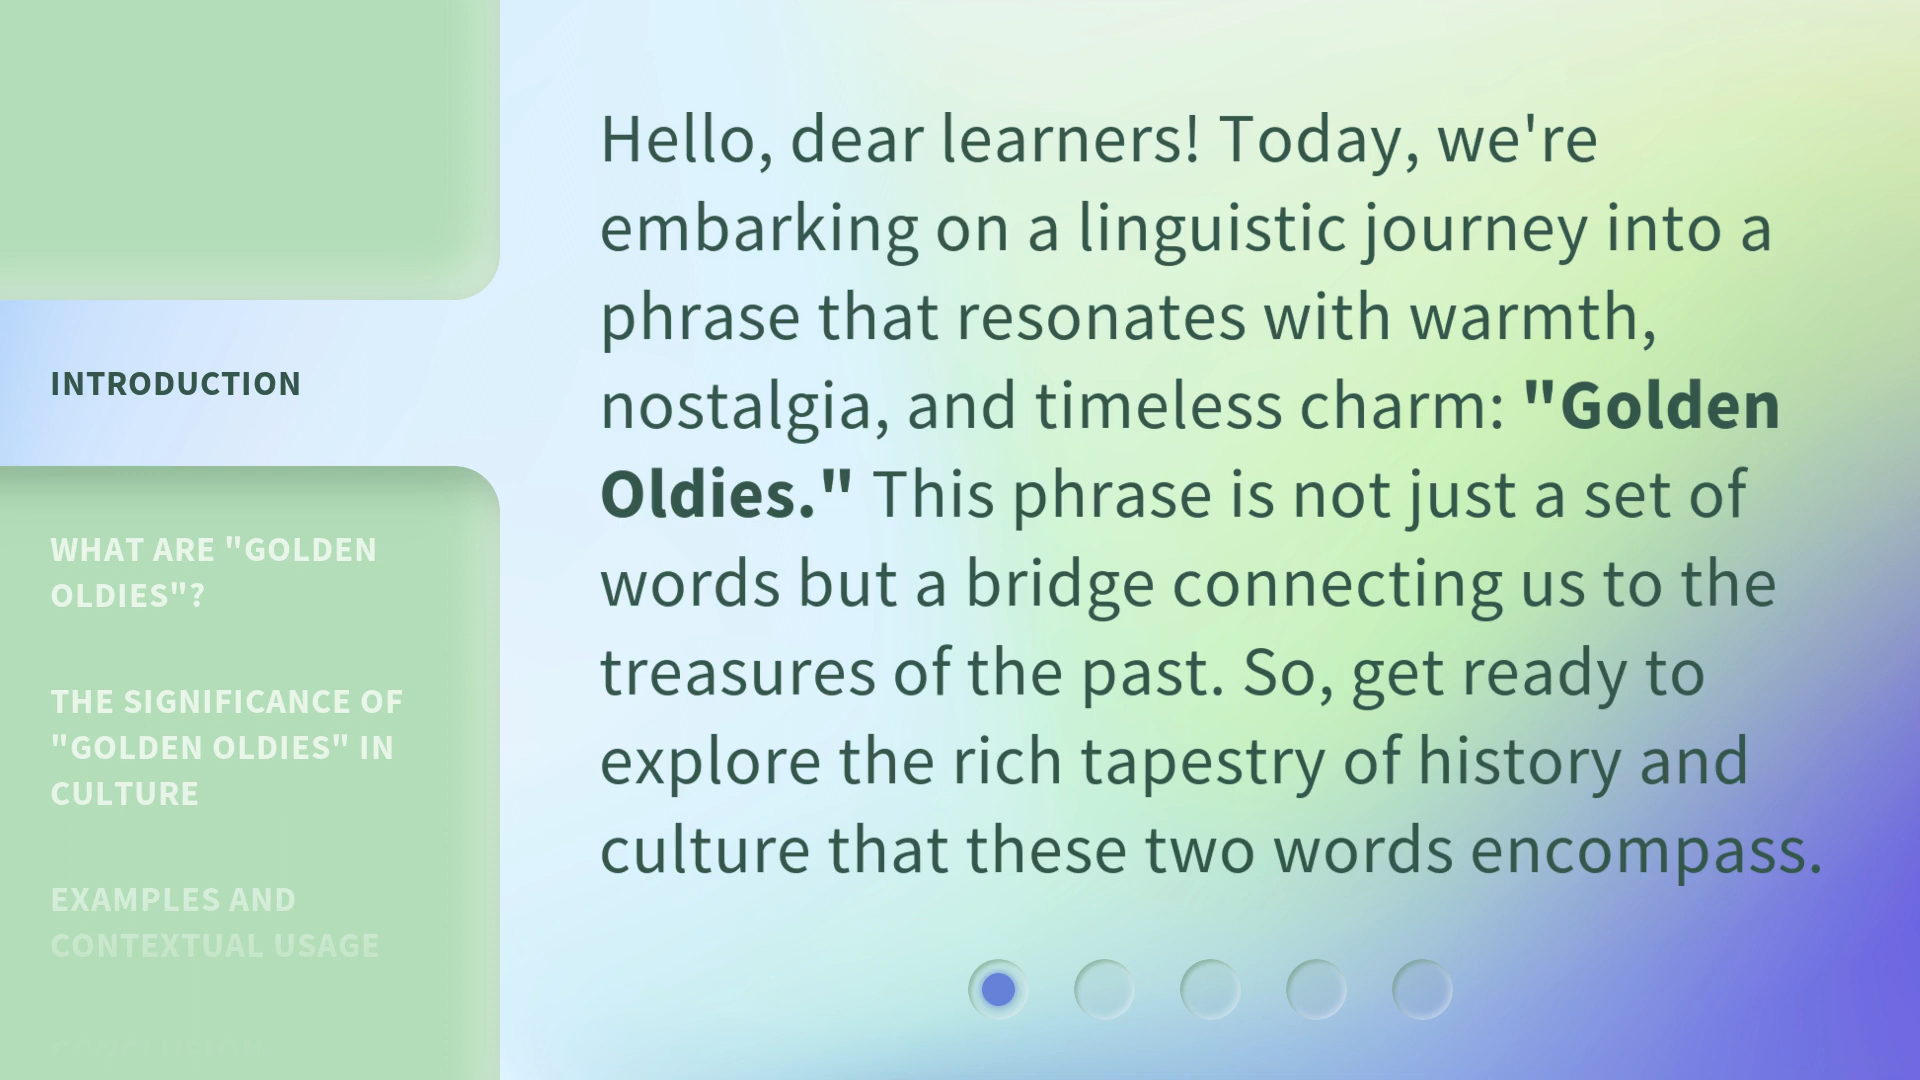 INTRODUCTION
WHAT ARE "GOLDEN
OLDIES"?
THE SIGNIFICANCE OF
"GOLDEN OLDIES" IN
CULTURE
EXAMPLES AND
CONTEXTUAL USAGE
CONCLUSION
Hello, dear learners! Today, we're
embarking on a linguistic journey into a
phrase that resonates with warmth,
nostalgia, and timeless charm: "Golden
Oldies." This phrase is not just a set of
words but a bridge connecting us to the
treasures of the past. So, get ready to
explore the rich tapestry of history and
culture that these two words encompass.